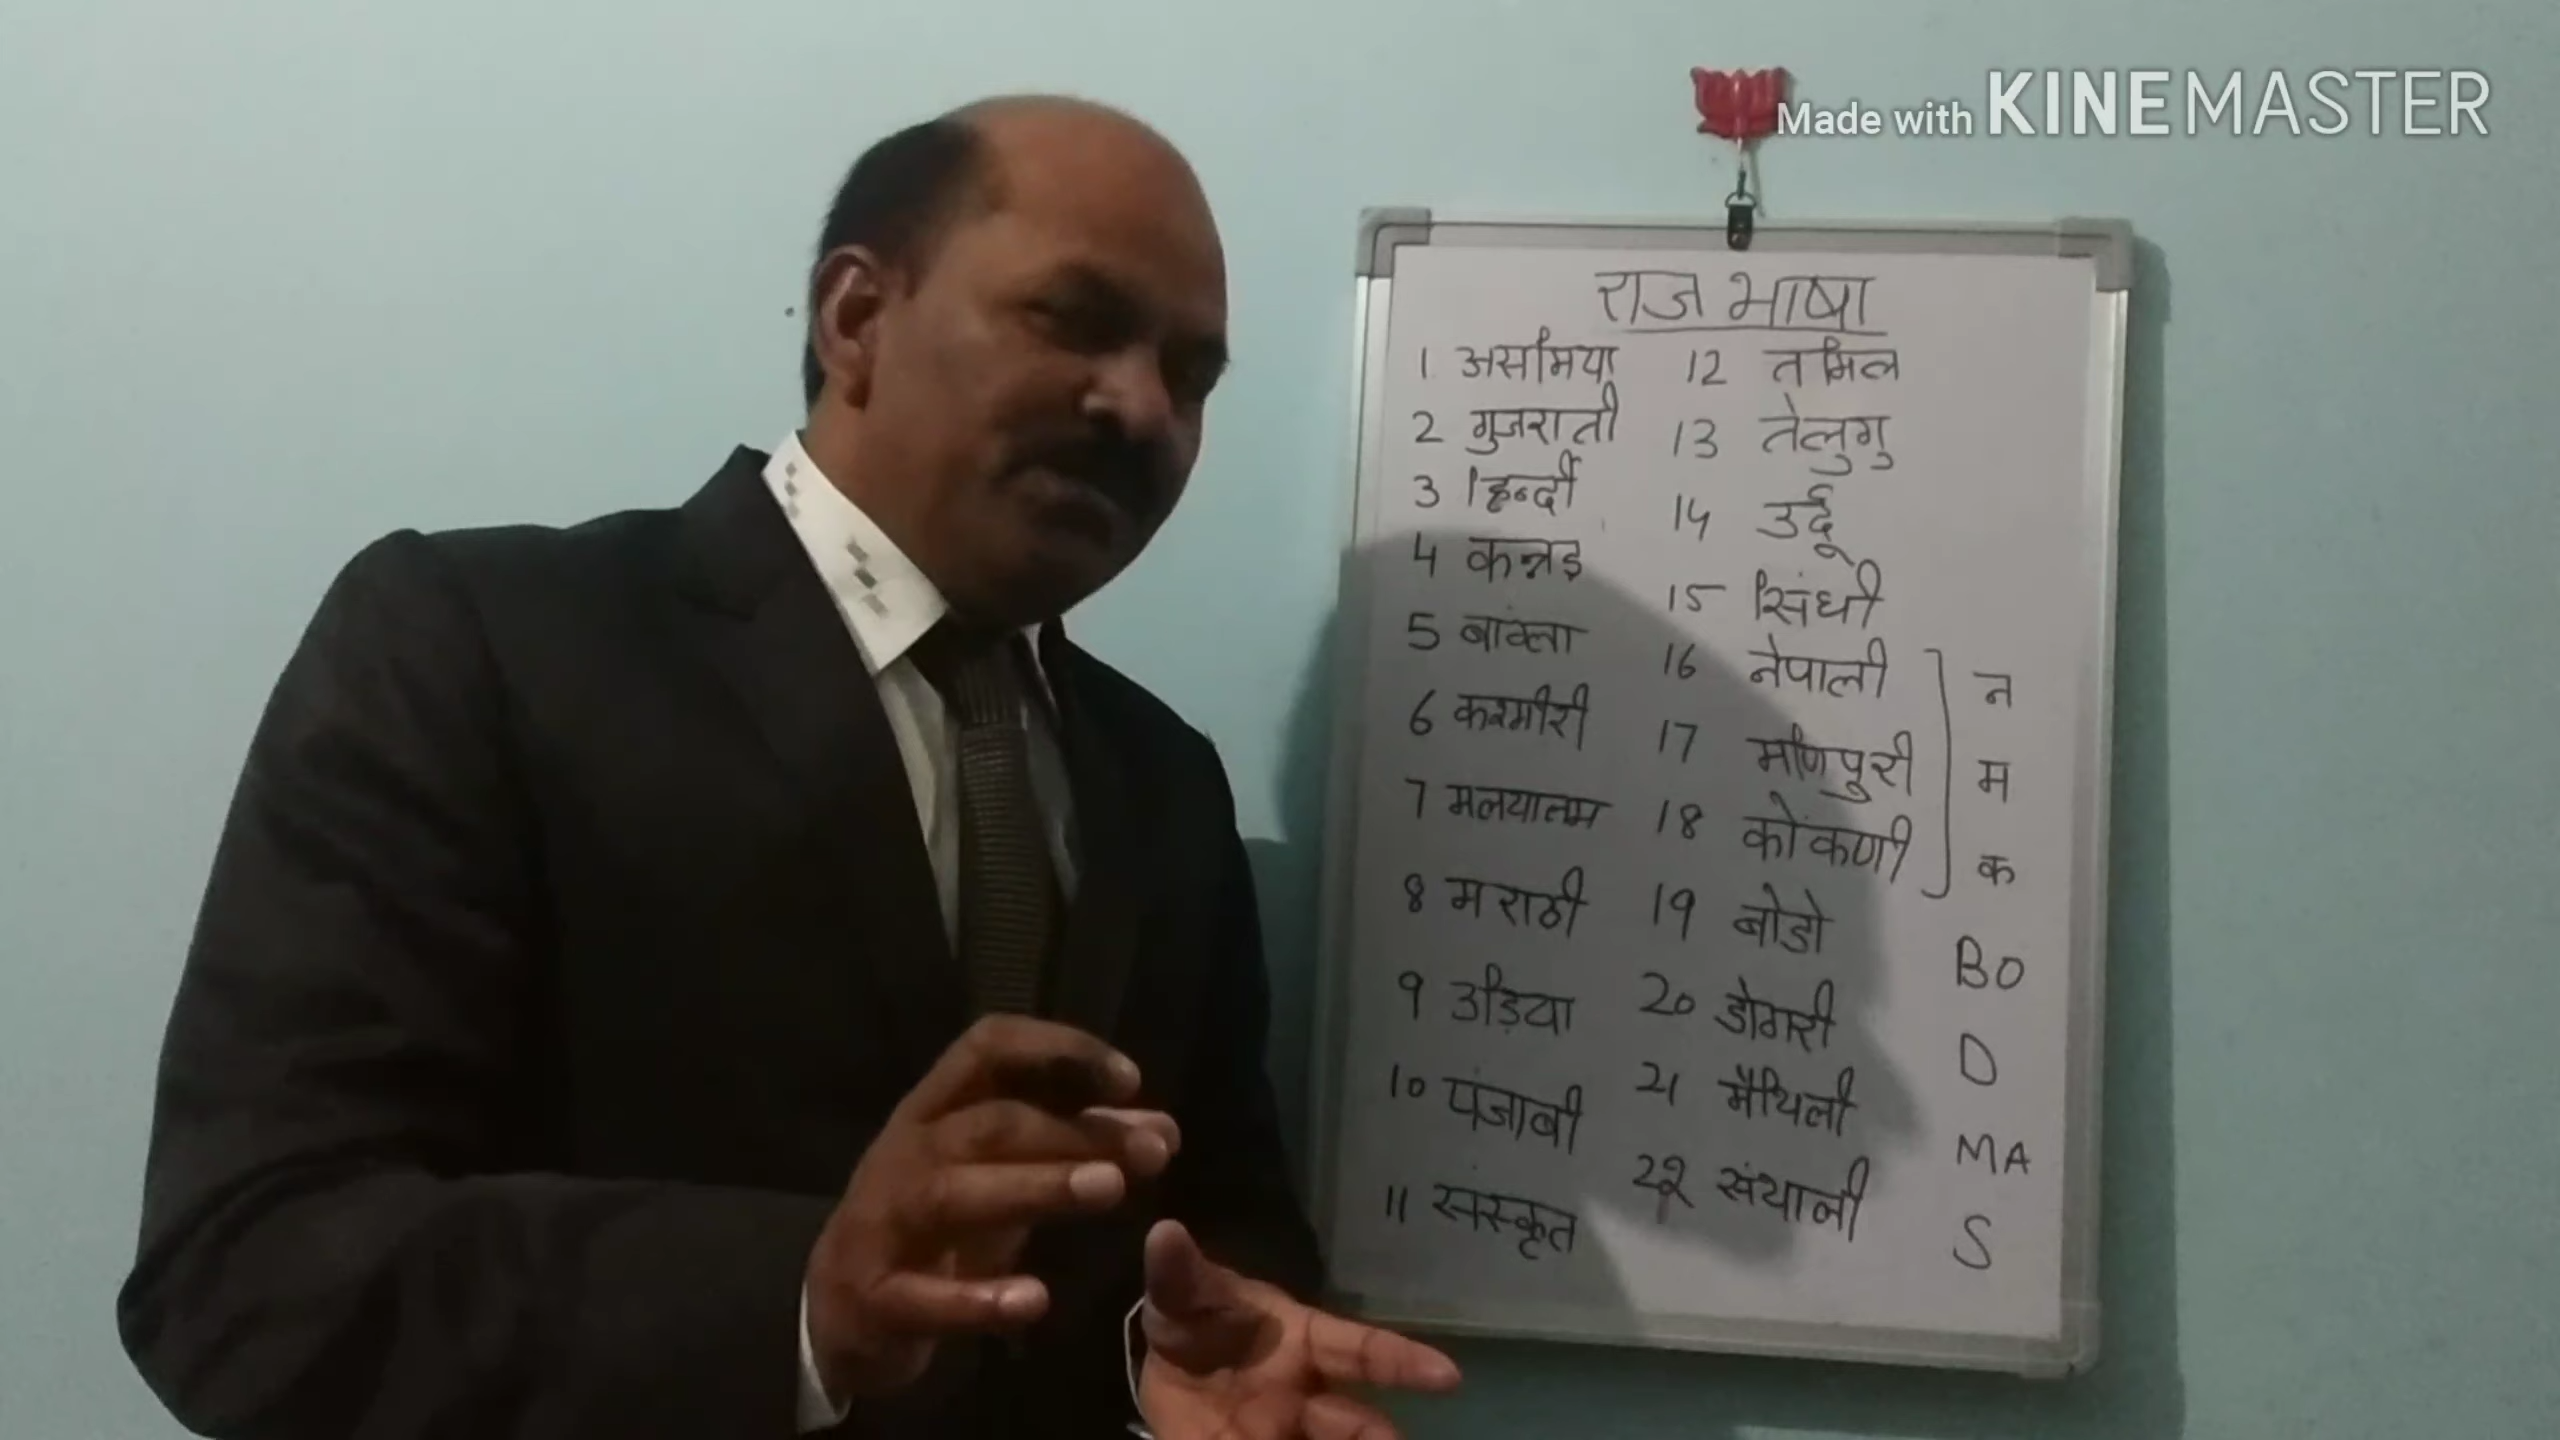 Made with KINEMASTER
राज भाषा
1 असमिया
2 गुजराती
3 हिन्दी
4 कन्नड़
5 बांग्ला
6 कश्मीरी
7 मलयालम
8 मराठी
9 उड़िया
10 पंजाबी
11 संस्कृत
12 तमिल
13 तेलुगु
14 उर्दू
15 सिंधी
16 नेपाली
17 मणिपुरी
18 कोंकणी
19 बोडो
20 डोगरी
21 मैथिली
22 संथाली
न
म
क
BO
D
MA
S